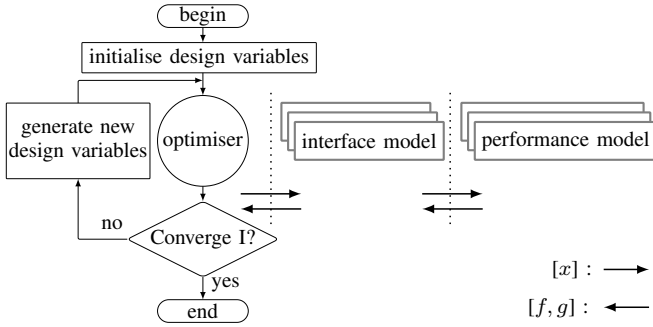 begin
initialise design variables
generate new
design variables
optimiser
interface model
performance model
no
Converge I?
yes
end
[x] :
[f, g] :